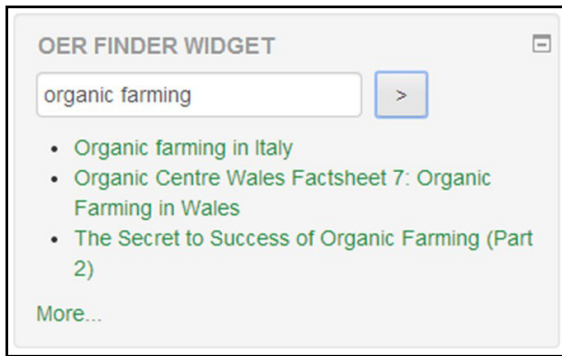 OER FINDER WIDGET
organic farming
>
• Organic farming in Italy
• Organic Centre Wales Factsheet 7: Organic
Farming in Wales
• The Secret to Success of Organic Farming (Part
2)
More...